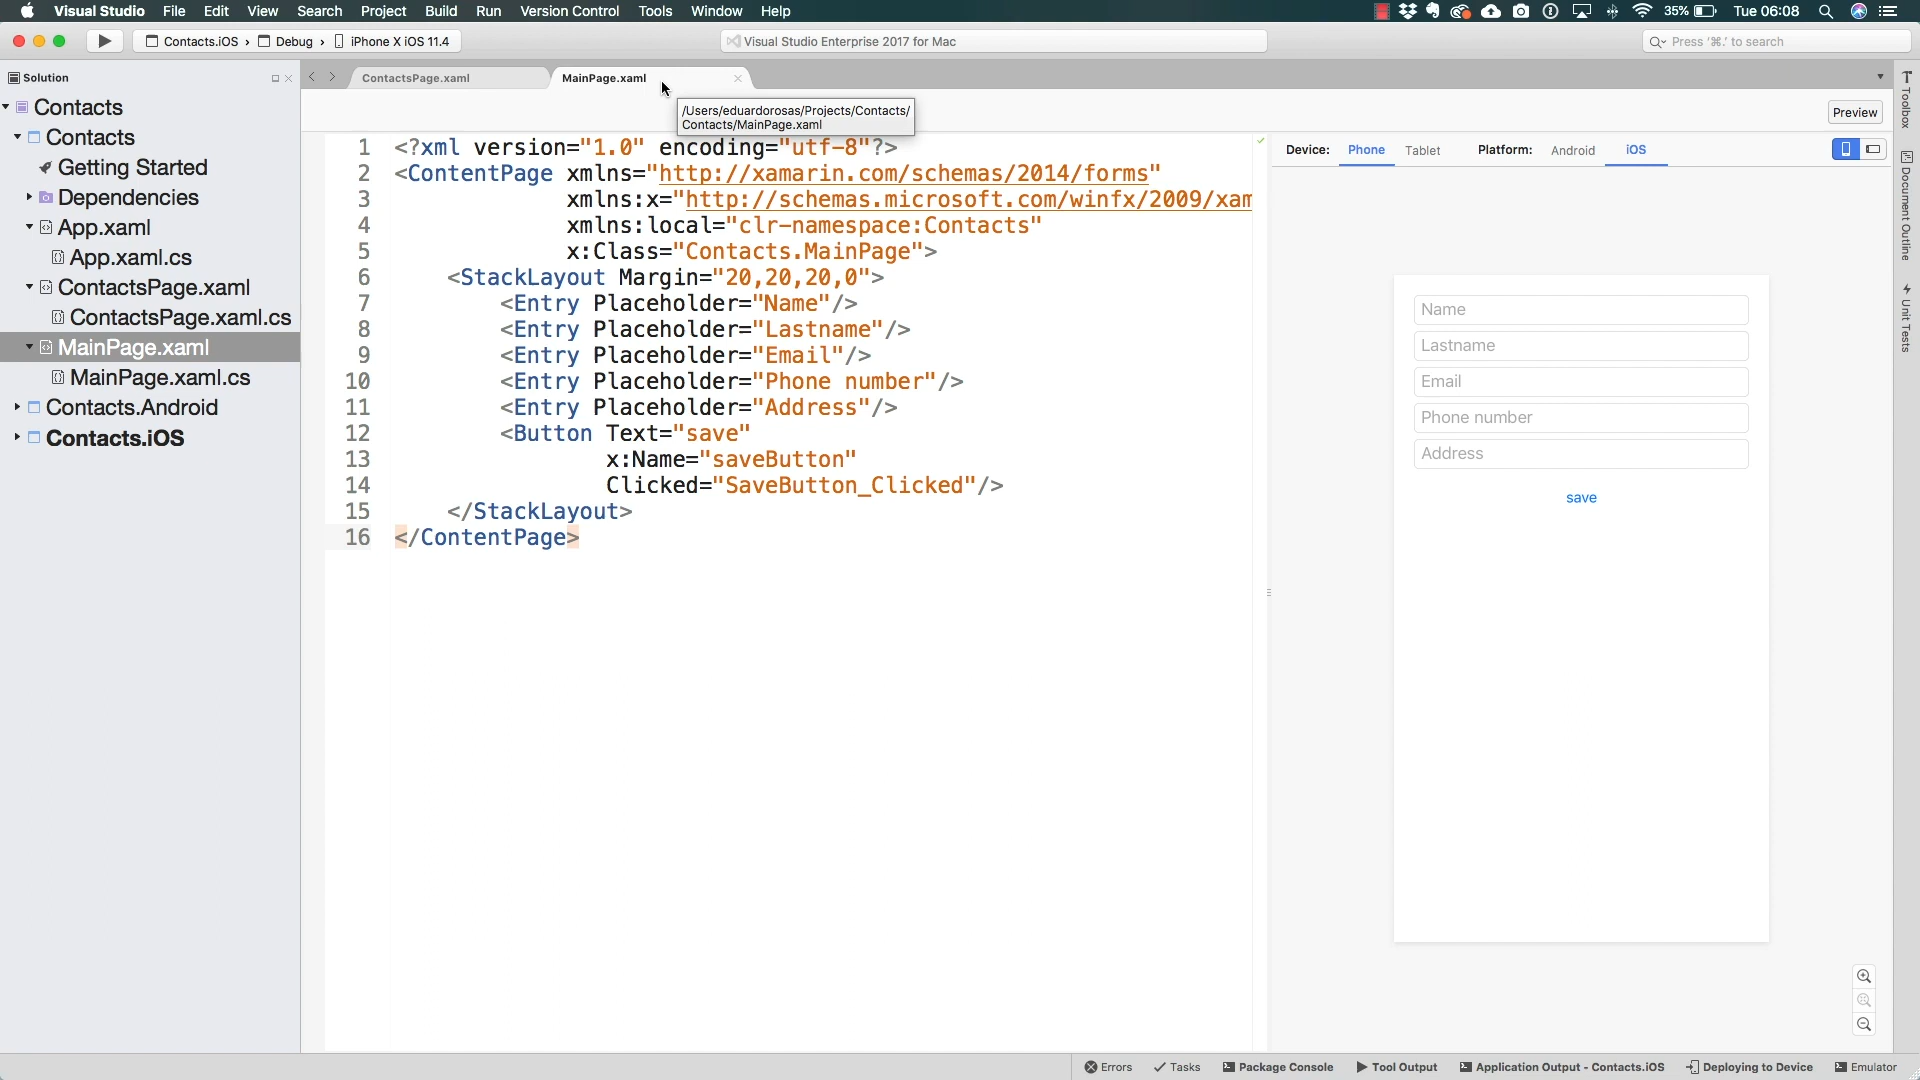 Visual Studio File Edit View Search Project Build Run Version Control Tools Window Help
35% Tue 06:08
Contacts.iOS › Debug › iPhone X iOS 11.4
Visual Studio Enterprise 2017 for Mac
Press '⌘.' to search
Solution
Contacts
Contacts
Getting Started
Dependencies
App.xaml
App.xaml.cs
ContactsPage.xaml
ContactsPage.xaml.cs
MainPage.xaml
MainPage.xaml.cs
Contacts.Android
Contacts.iOS
ContactsPage.xaml
MainPage.xaml
/Users/eduardorosas/Projects/Contacts/
Contacts/MainPage.xaml
Preview
1 <?xml version="1.0" encoding="utf-8"?>
2 <ContentPage xmlns="http://xamarin.com/schemas/2014/forms"
3 xmlns:x="http://schemas.microsoft.com/winfx/2009/xam
4 xmlns:local="clr-namespace:Contacts"
5 x:Class="Contacts.MainPage">
6 <StackLayout Margin="20,20,20,0">
7 <Entry Placeholder="Name"/>
8 <Entry Placeholder="Lastname"/>
9 <Entry Placeholder="Email"/>
10 <Entry Placeholder="Phone number"/>
11 <Entry Placeholder="Address"/>
12 <Button Text="save"
13 x:Name="saveButton"
14 Clicked="SaveButton_Clicked"/>
15 </StackLayout>
16 </ContentPage>
Device: Phone Tablet Platform: Android iOS
Name
Lastname
Email
Phone number
Address
save
Toolbox
Document Outline
Unit Tests
Errors Tasks Package Console Tool Output Application Output - Contacts.iOS Deploying to Device Emulator